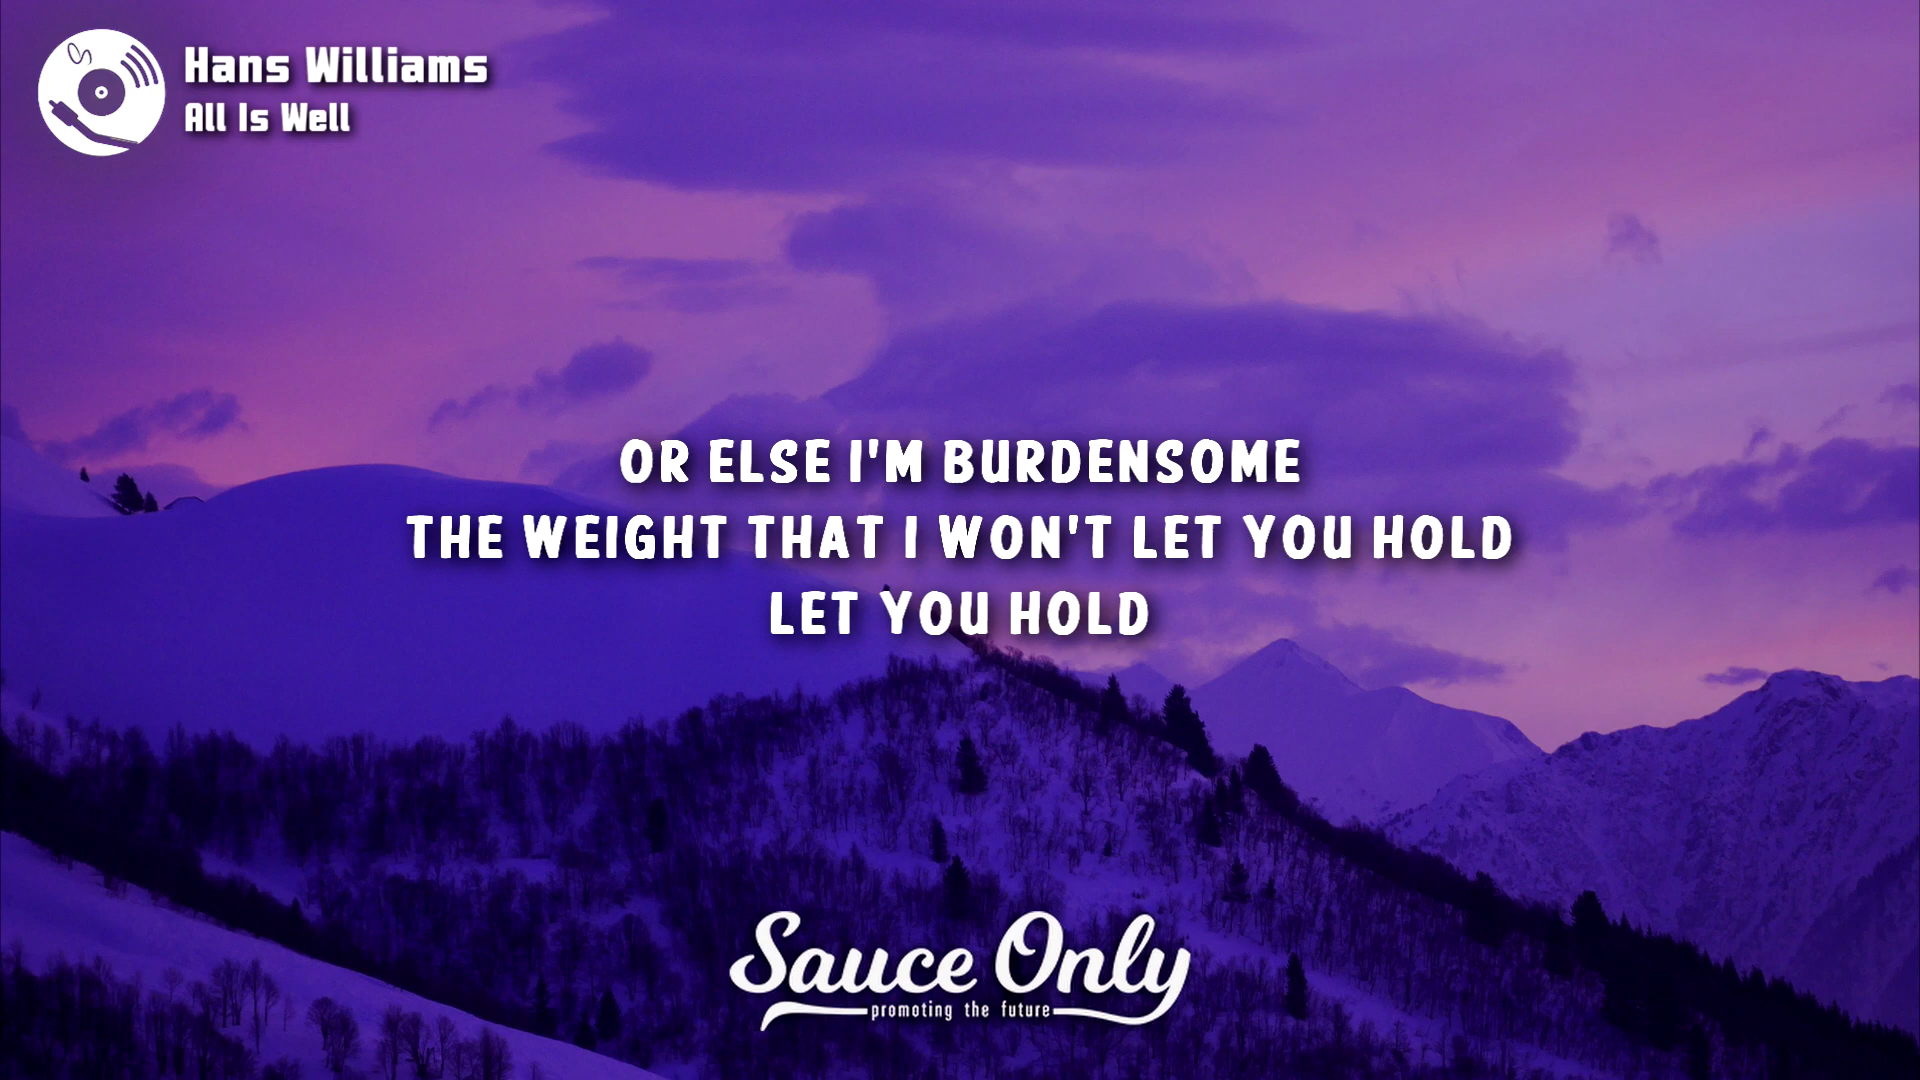 Hans Williams
All Is Well
OR ELSE I'M BURDENSOME
THE WEIGHT THAT I WON'T LET YOU HOLD
LET YOU HOLD
Sauce Only
promoting the future